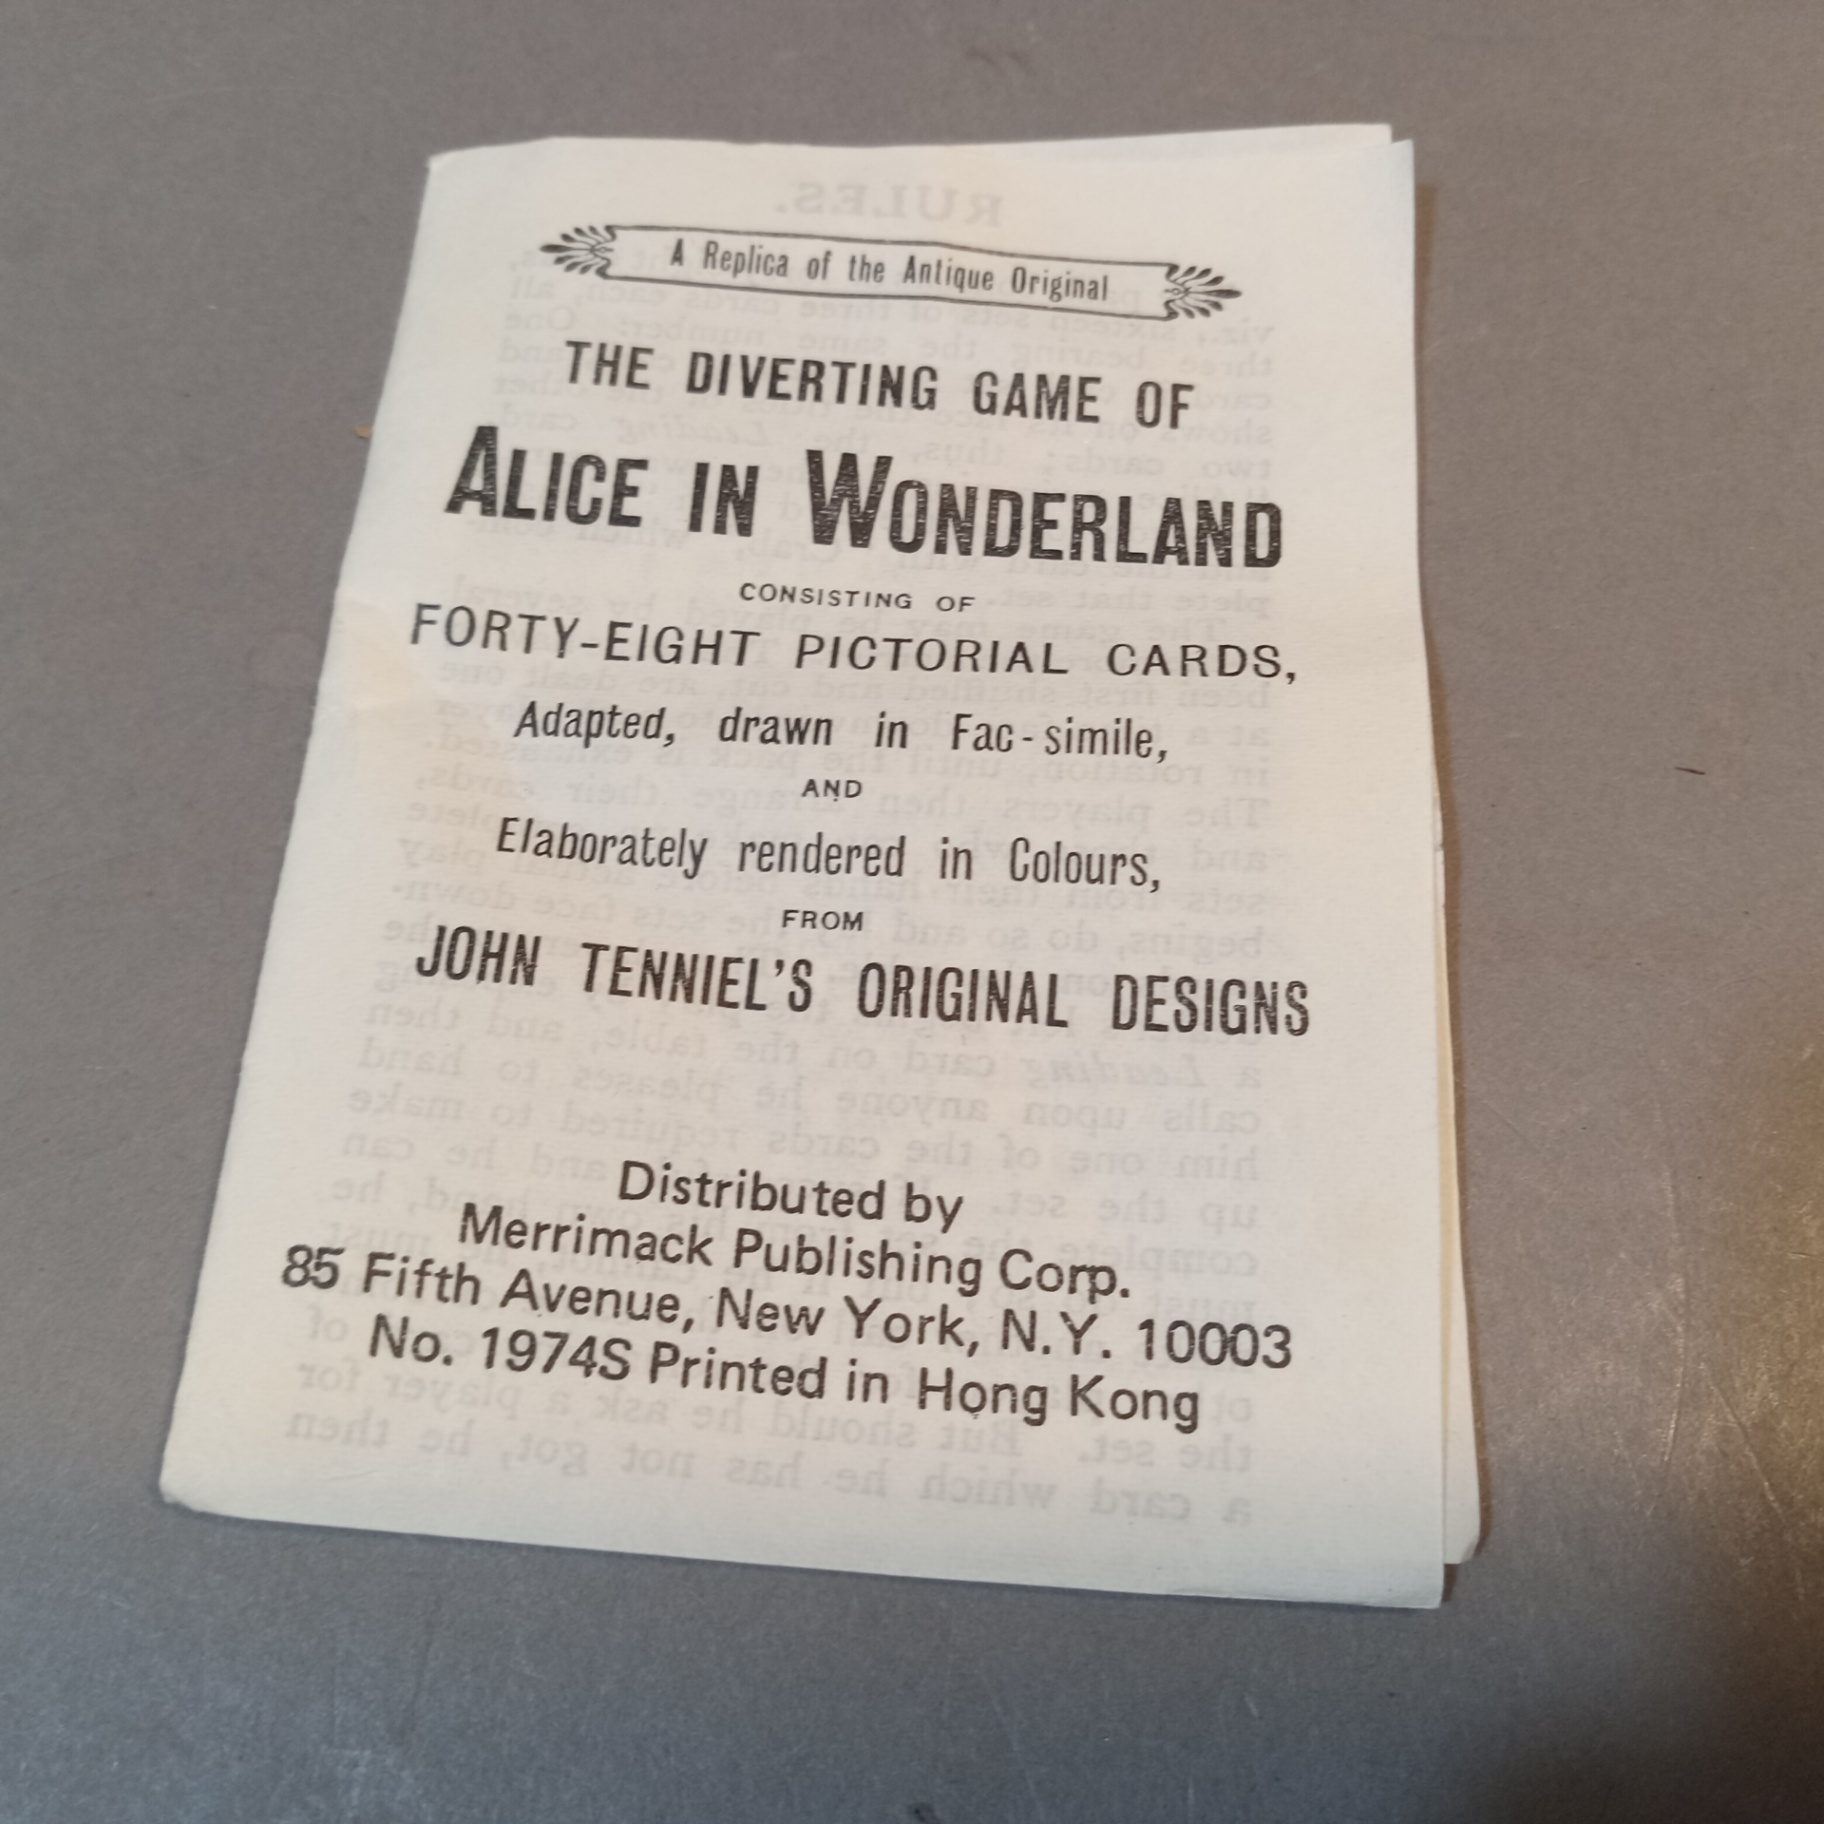 A Replica of the Antique Original
THE DIVERTING GAME OF
ALICE IN WONDERLAND
CONSISTING OF
FORTY-EIGHT PICTORIAL CARDS,
Adapted, drawn in Fac-simile,
AND
Elaborately rendered in Colours,
FROM
JOHN TENNIEL'S ORIGINAL DESIGNS
Distributed by
Merrimack Publishing Corp.
85 Fifth Avenue, New York, N.Y. 10003
No. 1974S Printed in Hong Kong